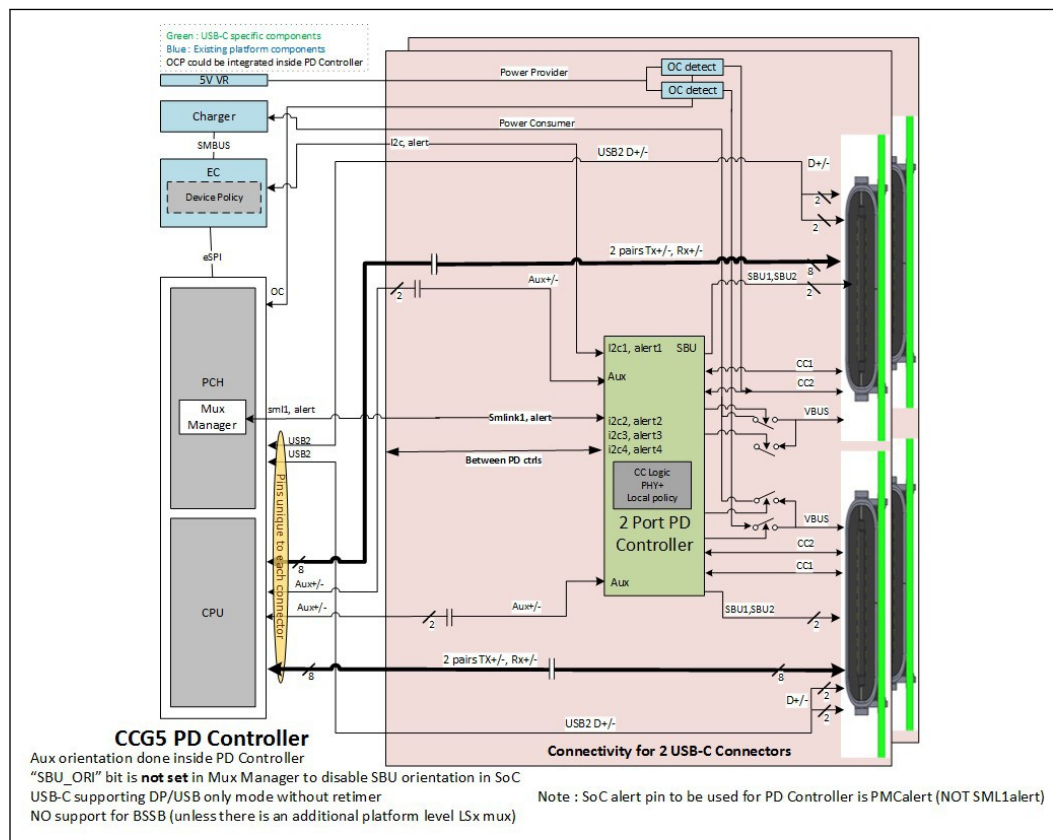 Green : USB-C specific components
Blue : Existing platform components
OCP could be integrated inside PD Controller
5V VR
Power Provider
OC detect
OC detect
Charger
Power Consumer
SMBUS
I2c, alert
USB2 D+/-
D+/-
EC
Device Policy
2
2
eSPI
2 pairs Tx+/-, Rx+/-
8
OC
2
Aux+/-
SBU1,SBU2
2
I2c1, alert1
SBU
PCH
Aux
CC1
CC2
Mux
Manager
sml1, alert
Smlink1, alert
i2c2, alert2
i2c3, alert3
i2c4, alert4
VBUS
USB2
USB2
Between PD ctrls
CC Logic
PHY+
Local policy
2 Port PD
Controller
VBUS
Pins unique to each connector
8
CC2
CC1
Aux+/-
Aux+/-
2
Aux+/-
Aux
SBU1,SBU2
2
CPU
2 pairs TX+/-, Rx+/-
8
8
D+/-
2
2
USB2 D+/-
CCG5 PD Controller
Connectivity for 2 USB-C Connectors
Aux orientation done inside PD Controller
“SBU_ORI” bit is not set in Mux Manager to disable SBU orientation in SoC
USB-C supporting DP/USB only mode without retimer
Note : SoC alert pin to be used for PD Controller is PMCalert (NOT SML1alert)
NO support for BSSB (unless there is an additional platform level LSx mux)